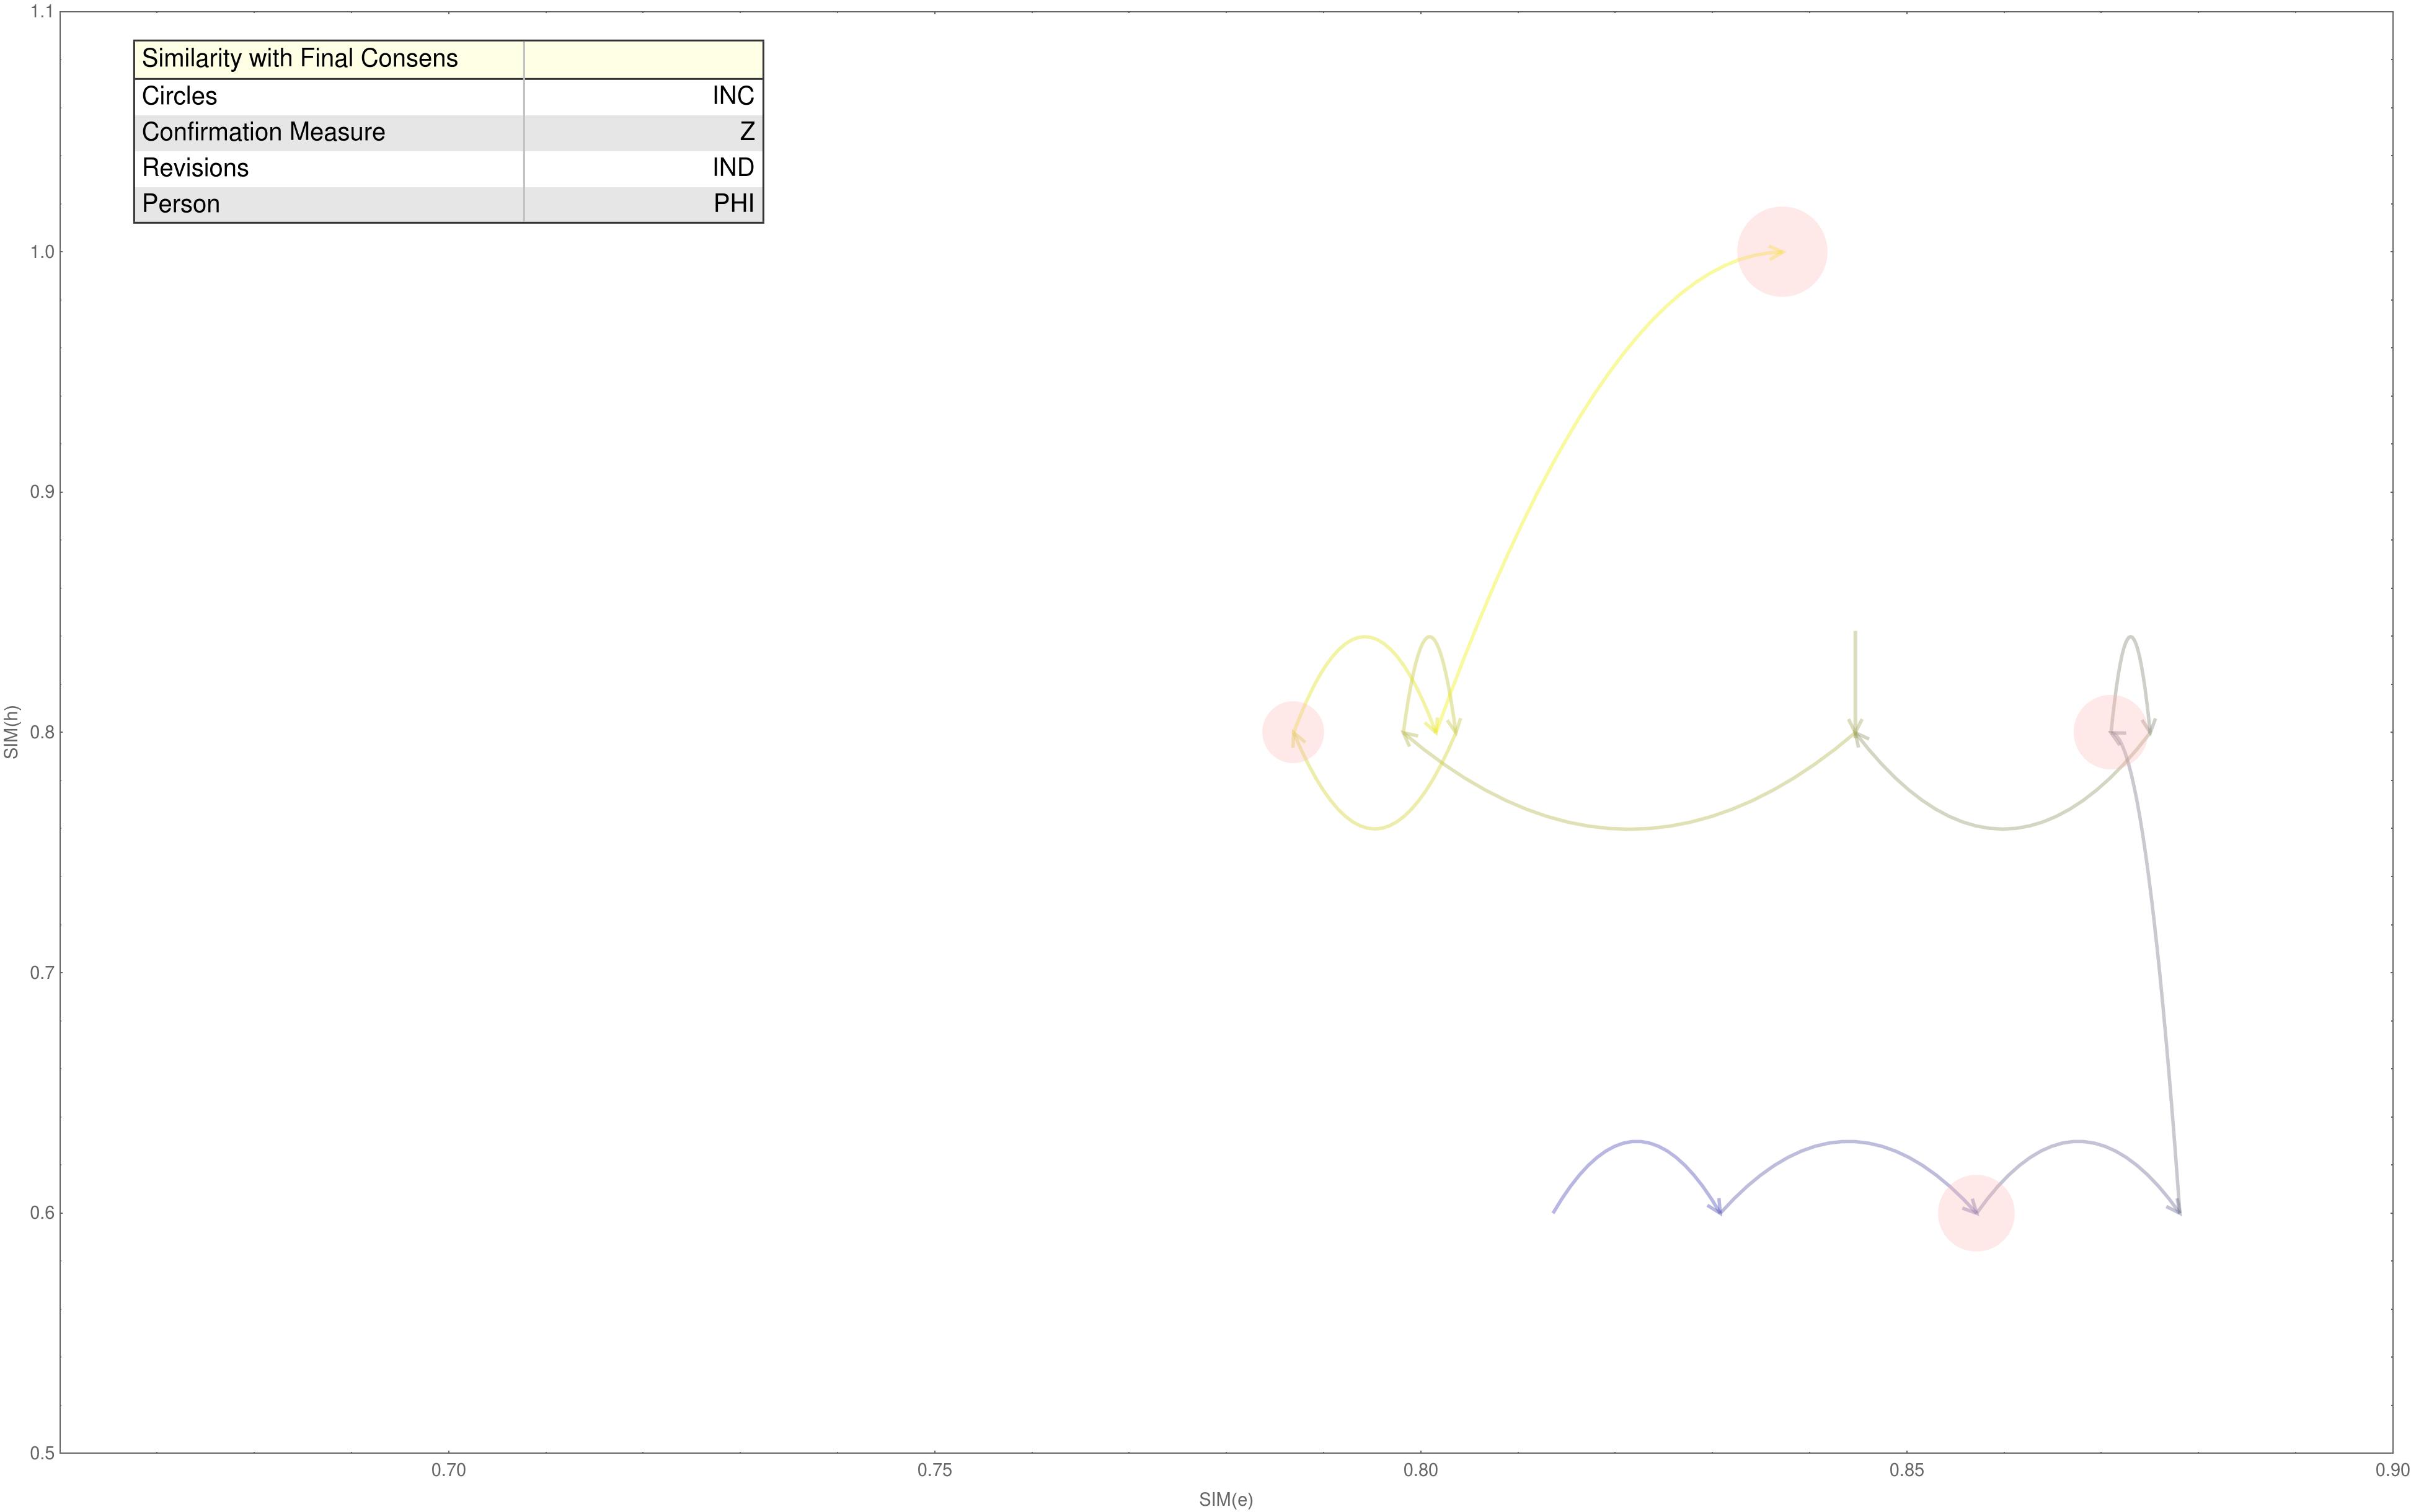 Similarity with Final Consens
Circles INC
Confirmation Measure Z
Revisions IND
Person PHI
1.1
1.0
0.9
0.8
0.7
0.6
0.5
SIM(h)
0.70 0.75 0.80 0.85 0.90
SIM(e)